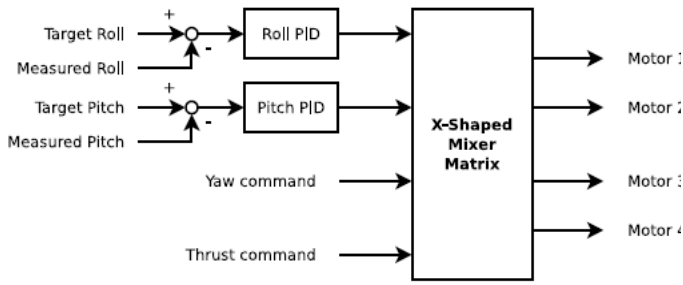 +
Target Roll
-
Roll PID
Measured Roll
Motor 1
+
Target Pitch
-
Pitch PID
Motor 2
Measured Pitch
X-Shaped
Mixer
Matrix
Yaw command
Motor 3
Motor 4
Thrust command